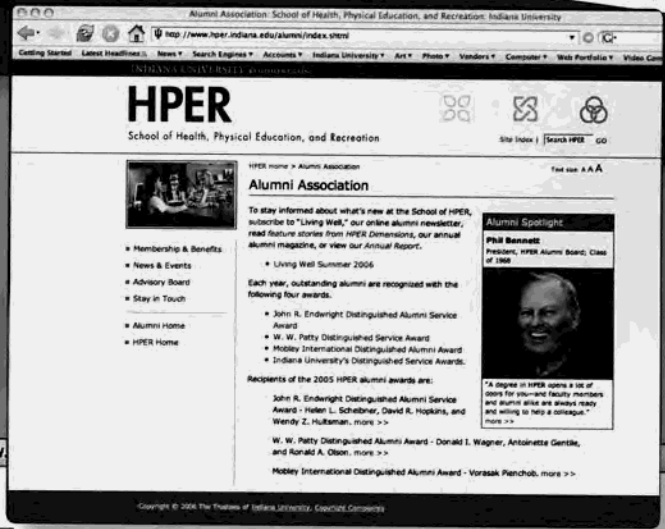 Alumni Association: School of Health, Physical Education, and Recreation: Indiana University
http://www.hper.indiana.edu/alumni/index.shtml
Getting Started Latest Headlines News Search Engines Accounts Indiana University Art Photo Vendors Computer Web Portfolio Video Con
INDIANA UNIVERSITY
HPER
School of Health, Physical Education, and Recreation
Site Index | Search HPER GO
HPER Home > Alumni Association
Text size: A A A
Alumni Association
To stay informed about what's new at the School of HPER,
subscribe to "Living Well," our online alumni newsletter,
read feature stories from HPER Dimensions, our annual
alumni magazine, or view our Annual Report.
Living Well Summer 2006
Each year, outstanding alumni are recognized with the
following four awards.
John R. Endwright Distinguished Alumni Service
Award
W. W. Patty Distinguished Service Award
Mobley International Distinguished Alumni Award
Indiana University's Distinguished Service Awards.
Recipients of the 2005 HPER alumni awards are:
John R. Endwright Distinguished Alumni Service
Award - Helen L. Scheibner, David R. Hopkins, and
Wendy Z. Hultsman. more >>
W. W. Patty Distinguished Alumni Award - Donald I. Wagner, Antoinette Gentile,
and Ronald A. Olson. more >>
Mobley International Distinguished Alumni Award - Vorasak Pienchob. more >>
Membership & Benefits
News & Events
Advisory Board
Stay in Touch
Alumni Home
HPER Home
Alumni Spotlight
Phil Bennett
President, HPER Alumni Board; Class
of 1968
"A degree in HPER opens a lot of
doors for you—and faculty members
and alumni alike are always ready
and willing to help a colleague."
more >>
Copyright © 2006 The Trustees of Indiana University, Copyright Complaints